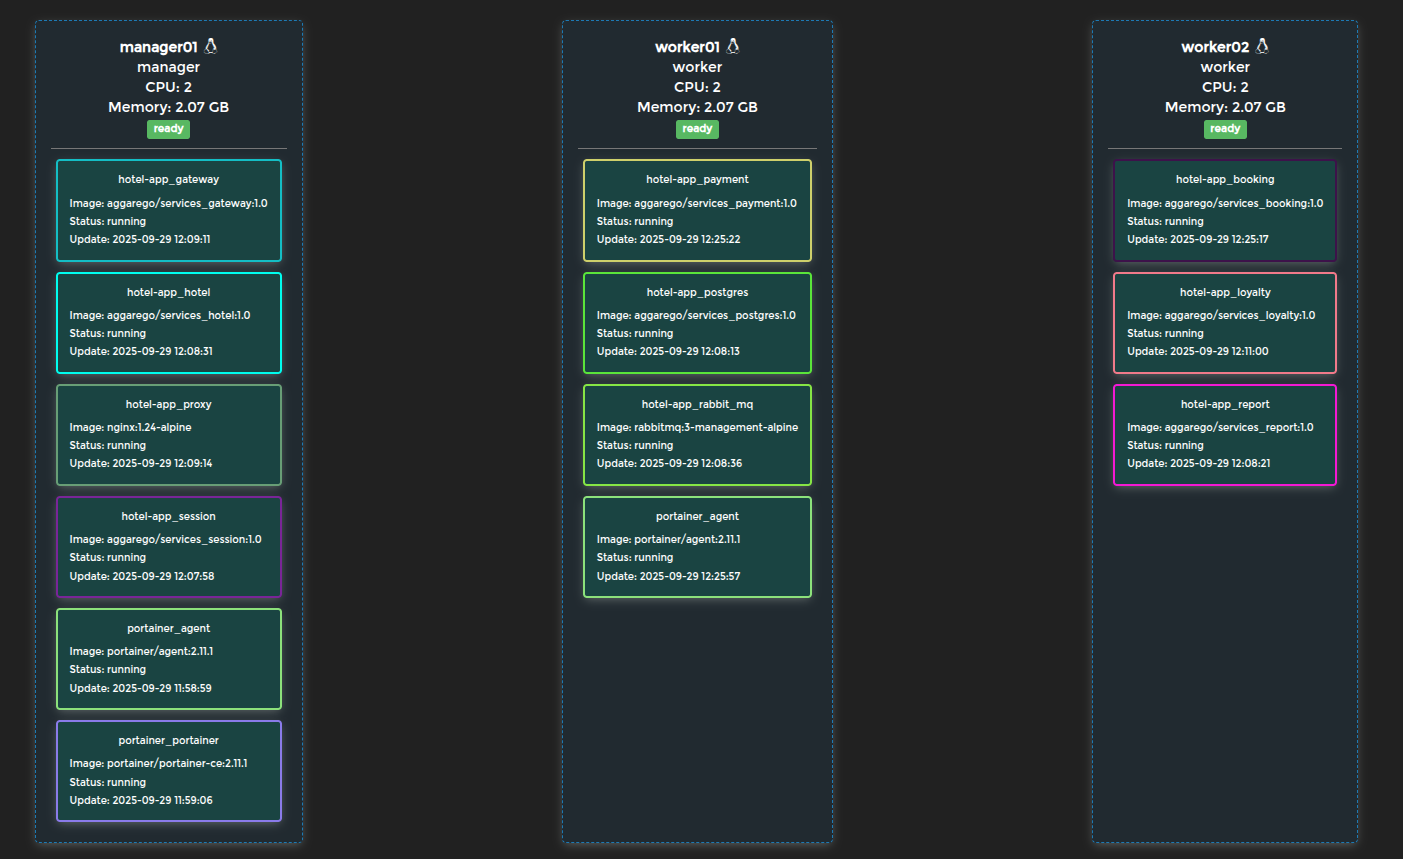 manager01
manager
CPU: 2
Memory: 2.07 GB
ready
hotel-app_gateway
Image: aggarego/services_gateway:1.0
Status: running
Update: 2025-09-29 12:09:11
hotel-app_hotel
Image: aggarego/services_hotel:1.0
Status: running
Update: 2025-09-29 12:08:31
hotel-app_proxy
Image: nginx:1.24-alpine
Status: running
Update: 2025-09-29 12:09:14
hotel-app_session
Image: aggarego/services_session:1.0
Status: running
Update: 2025-09-29 12:07:58
portainer_agent
Image: portainer/agent:2.11.1
Status: running
Update: 2025-09-29 11:58:59
portainer_portainer
Image: portainer/portainer-ce:2.11.1
Status: running
Update: 2025-09-29 11:59:06
worker01
worker
CPU: 2
Memory: 2.07 GB
ready
hotel-app_payment
Image: aggarego/services_payment:1.0
Status: running
Update: 2025-09-29 12:25:22
hotel-app_postgres
Image: aggarego/services_postgres:1.0
Status: running
Update: 2025-09-29 12:08:13
hotel-app_rabbit_mq
Image: rabbitmq:3-management-alpine
Status: running
Update: 2025-09-29 12:08:36
portainer_agent
Image: portainer/agent:2.11.1
Status: running
Update: 2025-09-29 12:25:57
worker02
worker
CPU: 2
Memory: 2.07 GB
ready
hotel-app_booking
Image: aggarego/services_booking:1.0
Status: running
Update: 2025-09-29 12:25:17
hotel-app_loyalty
Image: aggarego/services_loyalty:1.0
Status: running
Update: 2025-09-29 12:11:00
hotel-app_report
Image: aggarego/services_report:1.0
Status: running
Update: 2025-09-29 12:08:21